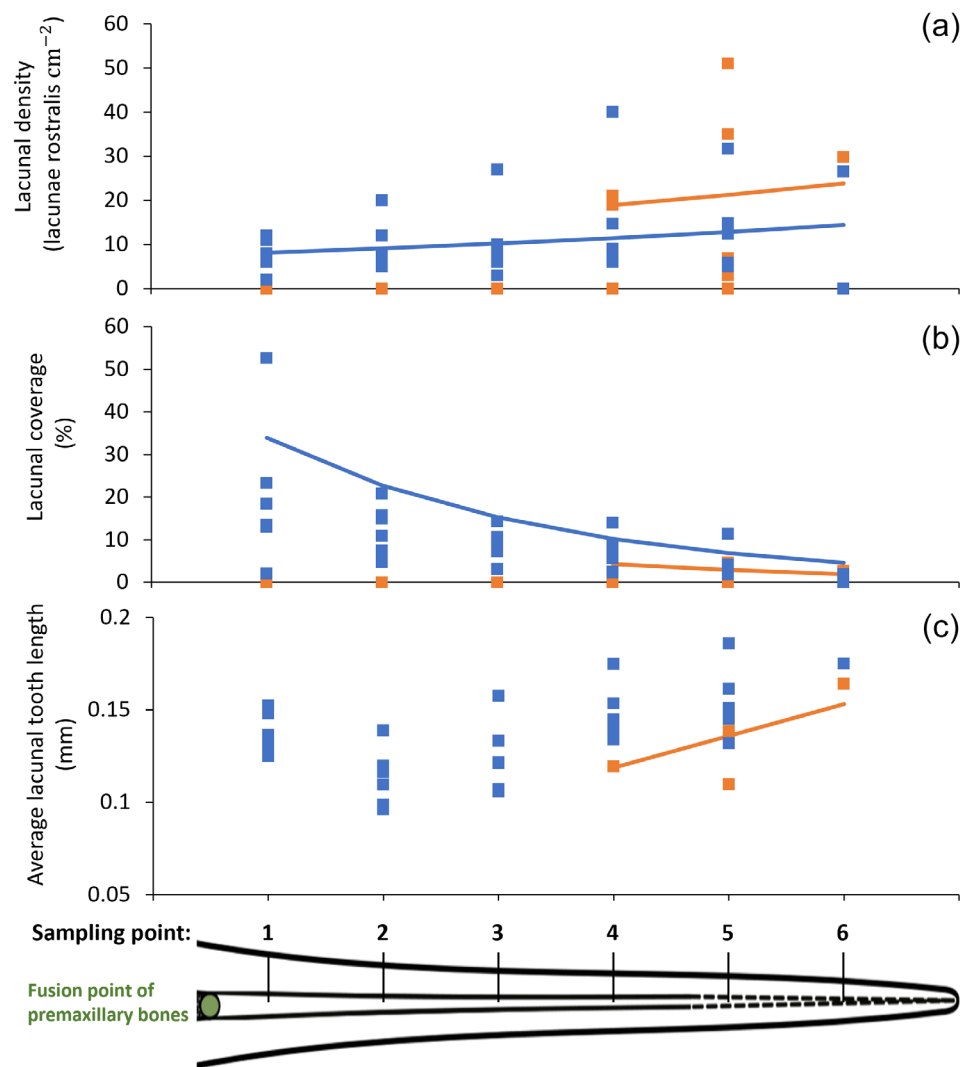 (a)
Lacunal density
(lacunae rostralis cm⁻²)
60
50
40
30
20
10
0
(b)
Lacunal coverage
(%)
60
50
40
30
20
10
0
(c)
Average lacunal tooth length
(mm)
0.2
0.15
0.1
0.05
Sampling point: 1 2 3 4 5 6
Fusion point of
premaxillary bones